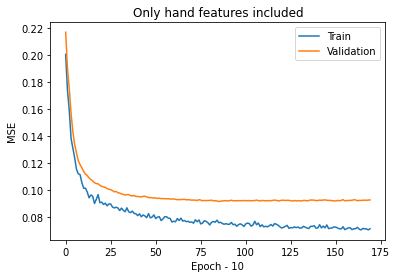 Only hand features included
Train
Validation
MSE
0.22
0.20
0.18
0.16
0.14
0.12
0.10
0.08
0 25 50 75 100 125 150 175
Epoch - 10